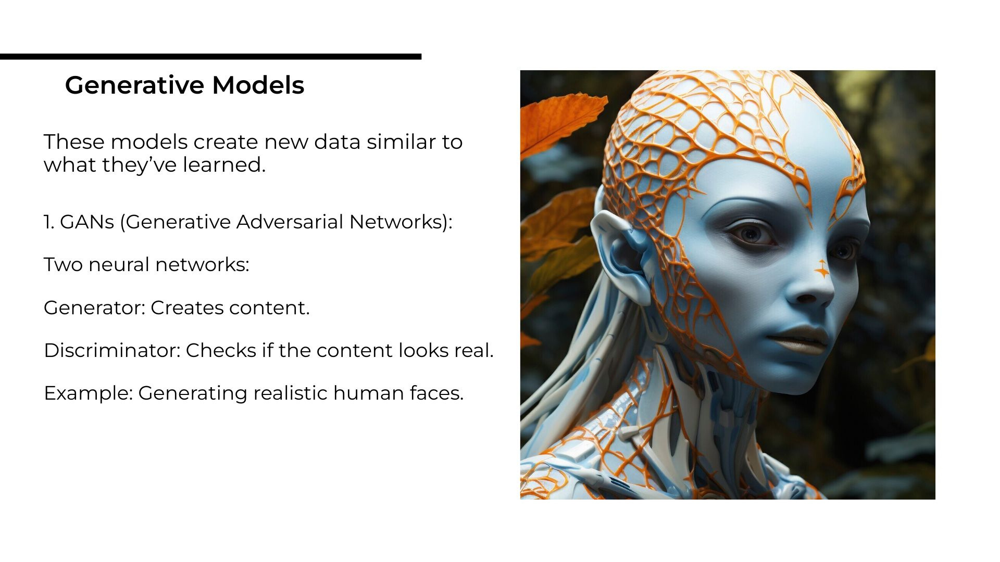 Generative Models
These models create new data similar to
what they’ve learned.
1. GANs (Generative Adversarial Networks):
Two neural networks:
Generator: Creates content.
Discriminator: Checks if the content looks real.
Example: Generating realistic human faces.